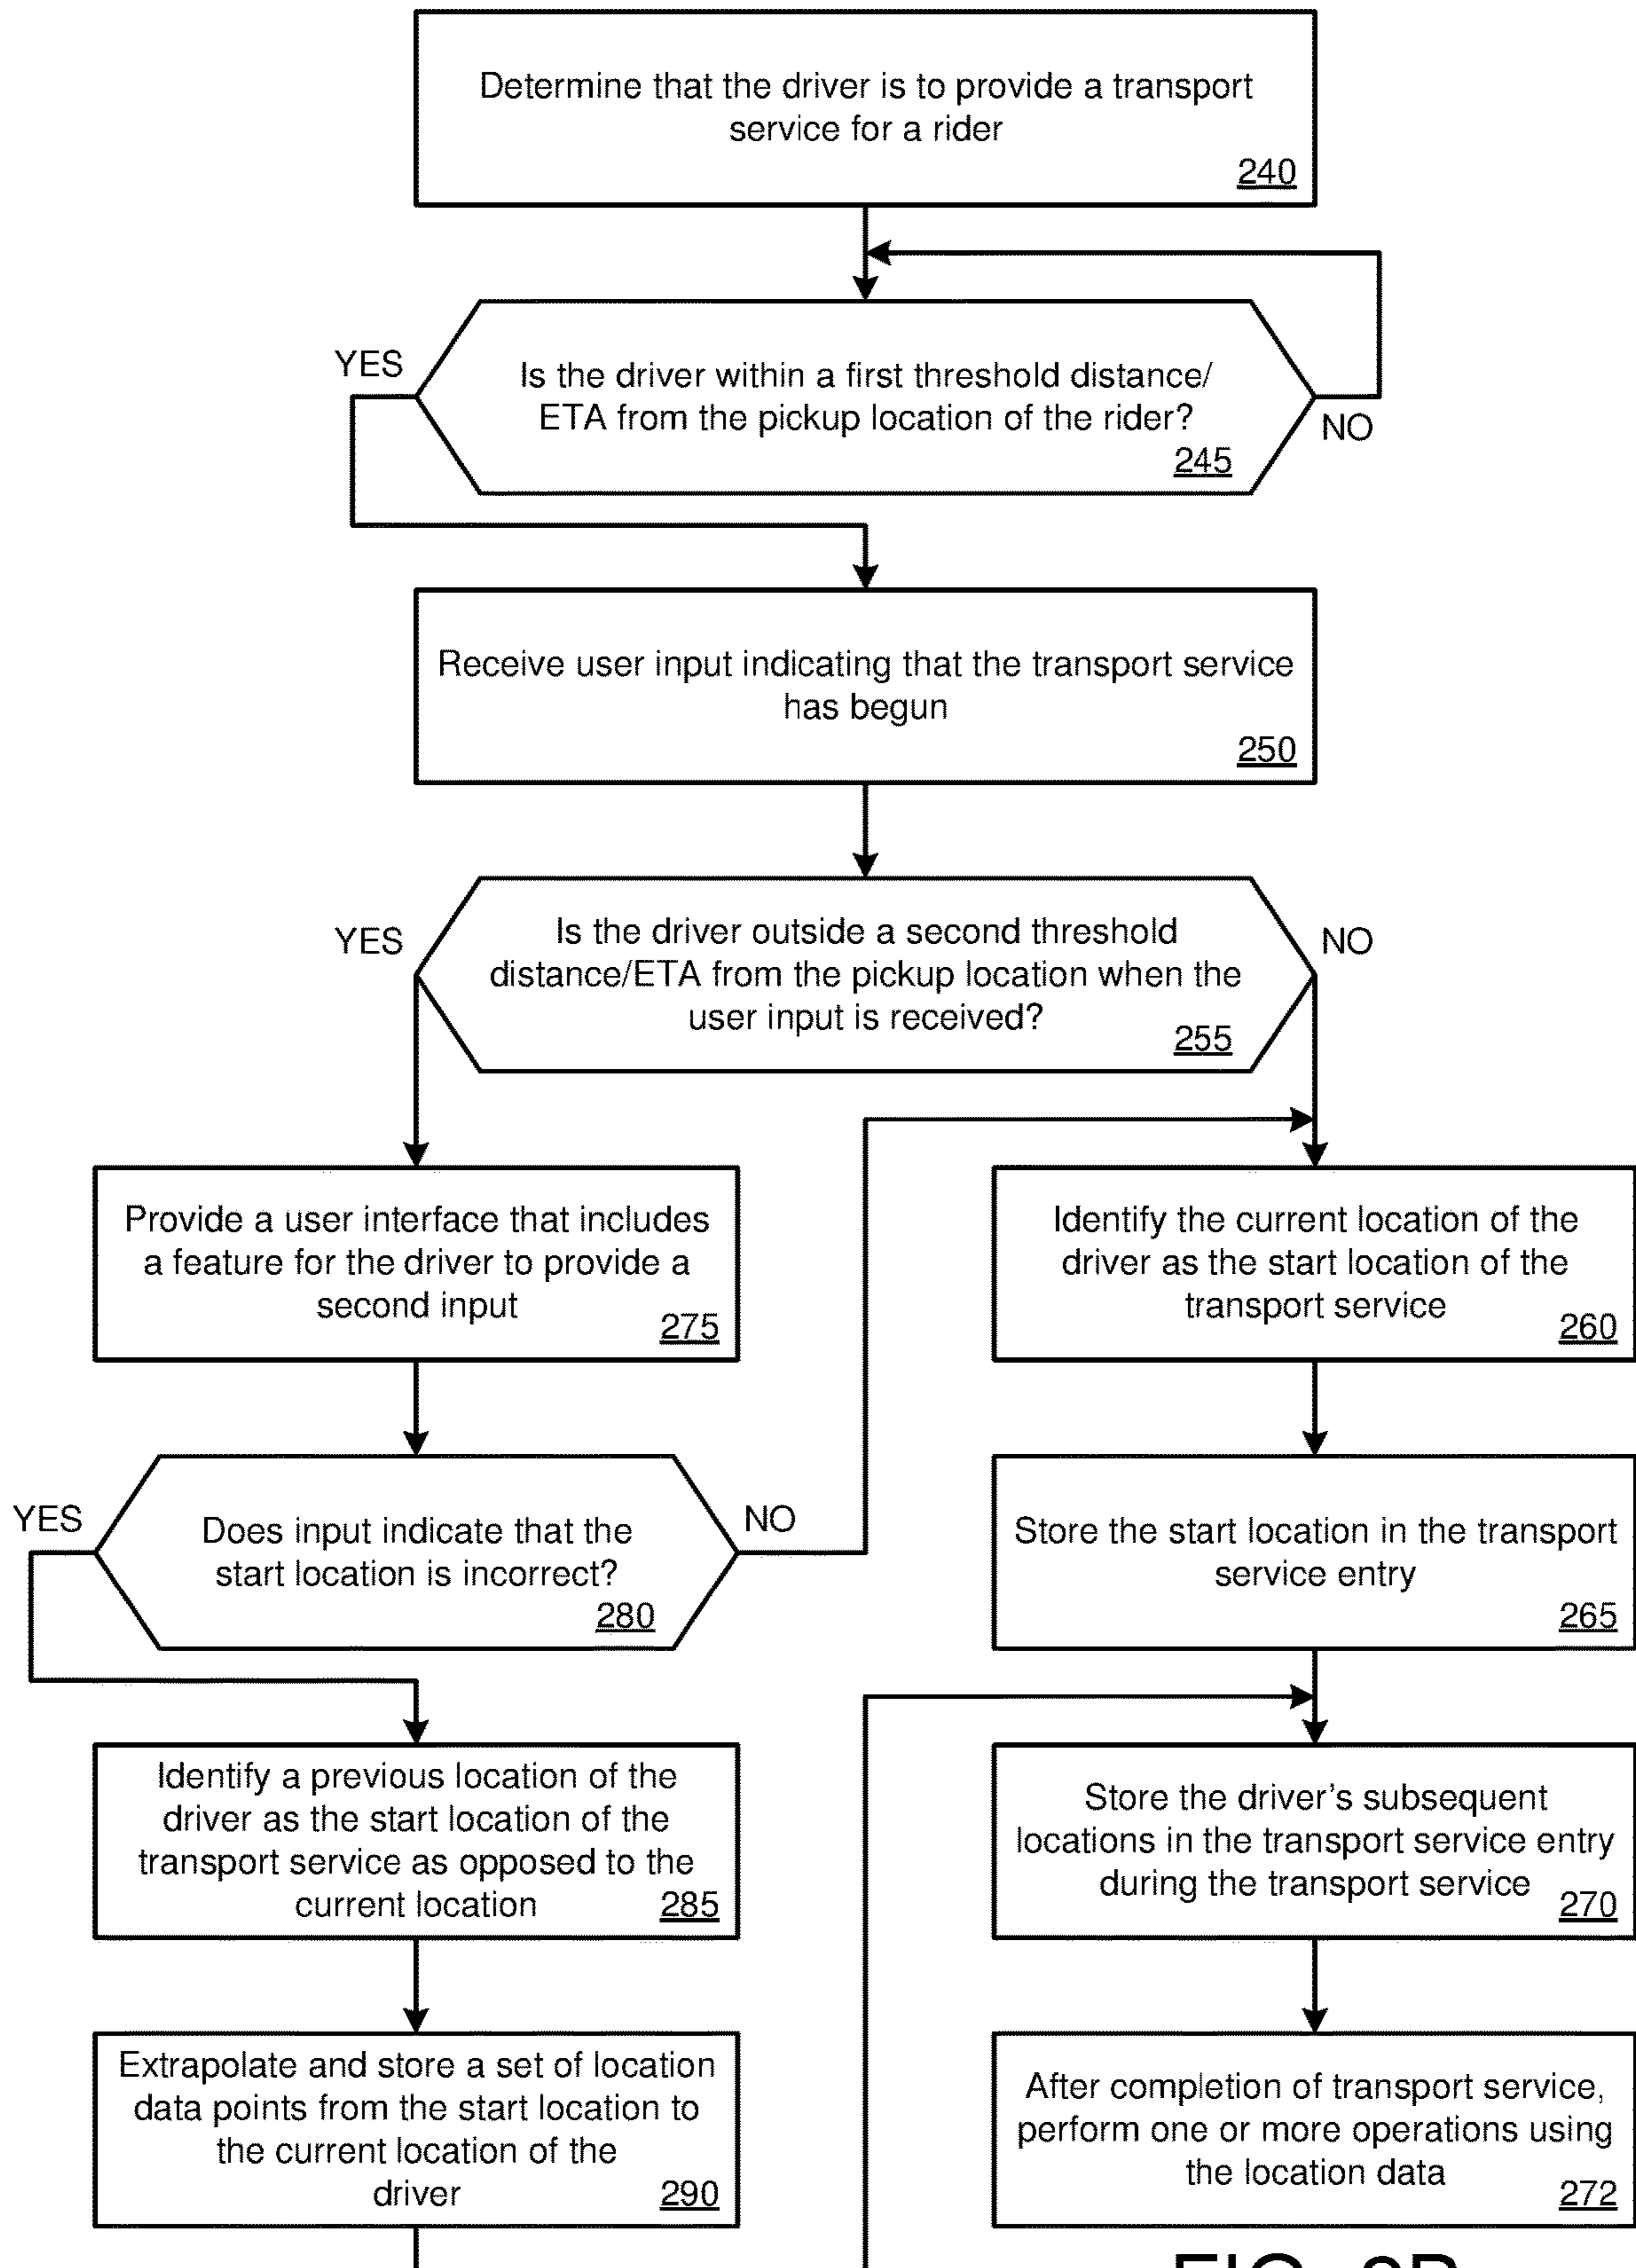 Determine that the driver is to provide a transport
service for a rider
240
YES
Is the driver within a first threshold distance/
ETA from the pickup location of the rider?
NO
245
Receive user input indicating that the transport service
has begun
250
YES
Is the driver outside a second threshold
distance/ETA from the pickup location when the
user input is received?
NO
255
Provide a user interface that includes
a feature for the driver to provide a
second input
275
Identify the current location of the
driver as the start location of the
transport service
260
YES
Does input indicate that the
start location is incorrect?
NO
280
Store the start location in the transport
service entry
265
Identify a previous location of the
driver as the start location of the
transport service as opposed to the
current location
285
Store the driver's subsequent
locations in the transport service entry
during the transport service
270
Extrapolate and store a set of location
data points from the start location to
the current location of the
driver
290
After completion of transport service,
perform one or more operations using
the location data
272